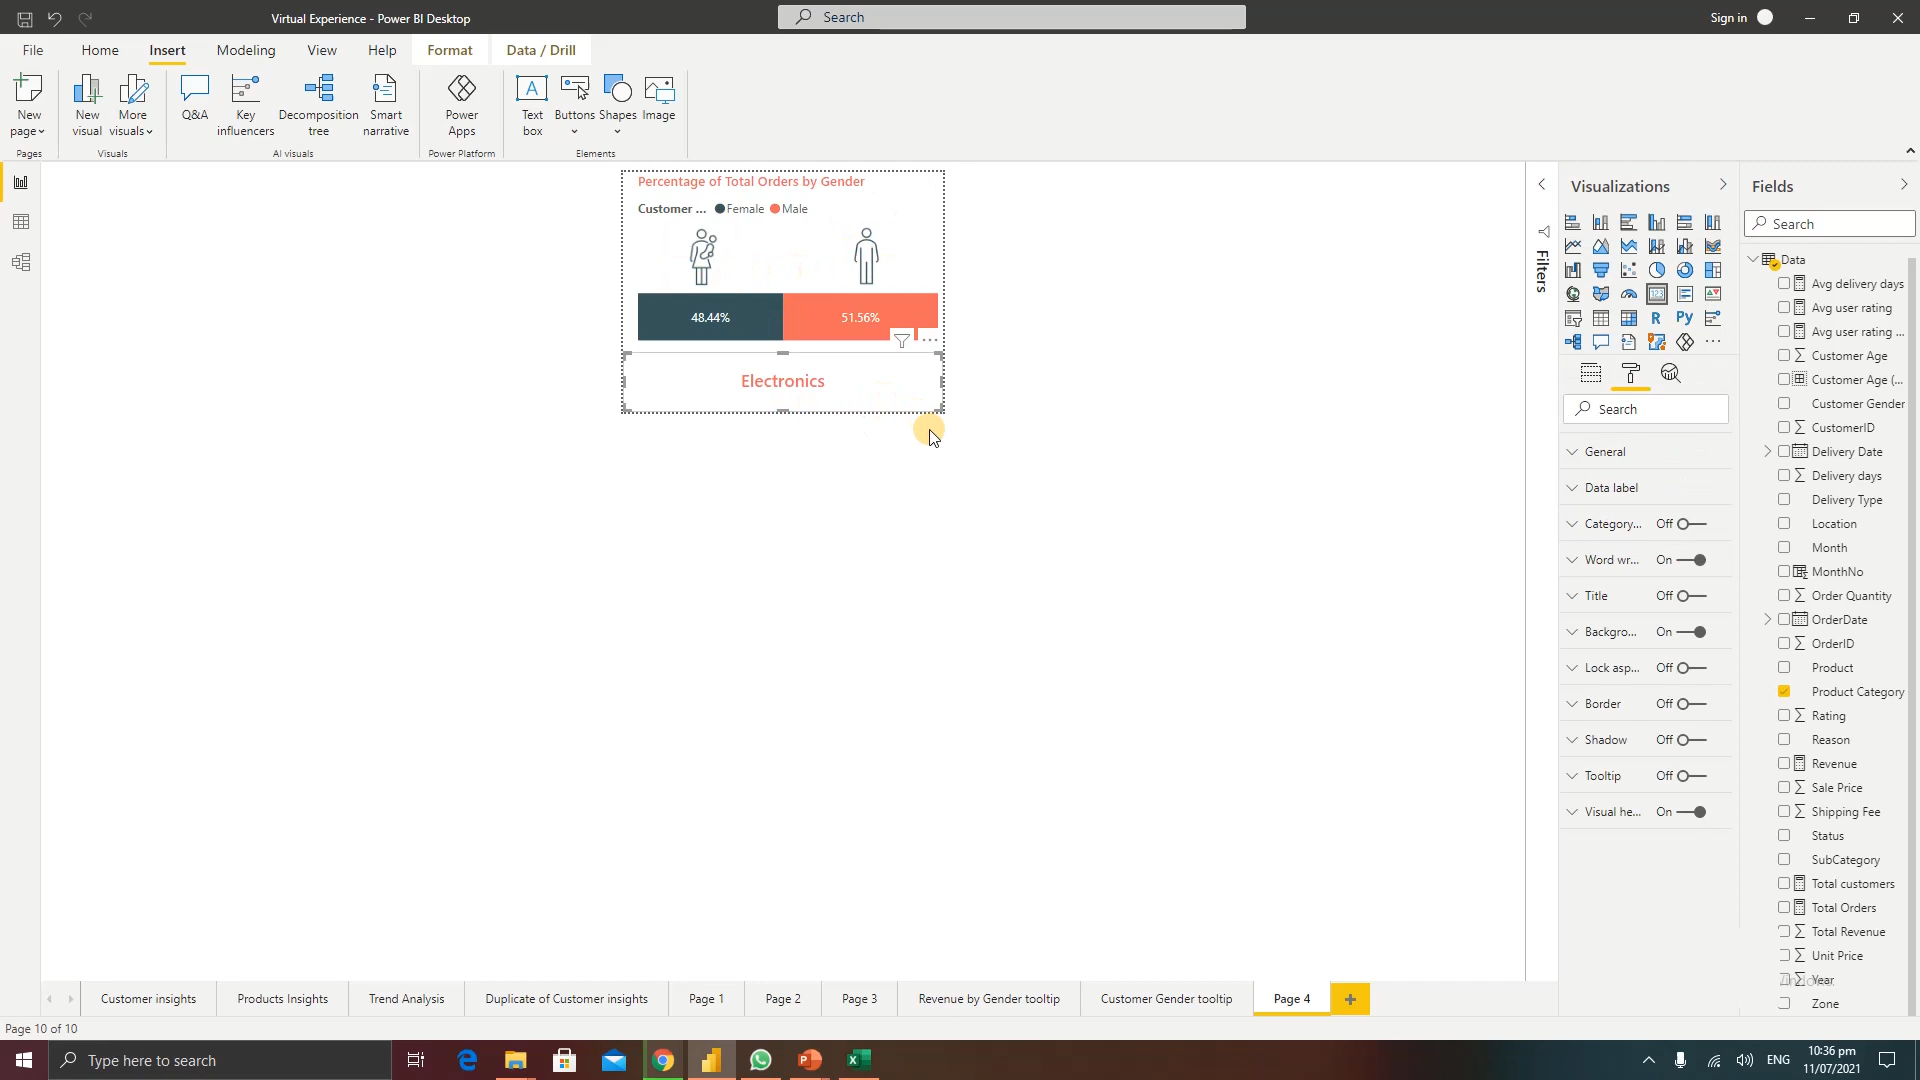 Virtual Experience - Power BI Desktop
Search
Sign in
File
Home
Insert
Modeling
View
Help
Format
Data / Drill
New page
New visual
More visuals
Q&A
Key influencers
Decomposition tree
Smart narrative
Power Apps
Text box
Buttons
Shapes
Image
Pages
Visuals
AI visuals
Power Platform
Elements
Percentage of Total Orders by Gender
Customer ... Female Male
48.44%
51.56%
Electronics
Filters
Visualizations
Search
General
Data label
Category... Off
Word wr... On
Title Off
Backgro... On
Lock asp... Off
Border Off
Shadow Off
Tooltip Off
Visual he... On
Fields
Search
Data
Avg delivery days
Avg user rating
Avg user rating ...
Customer Age
Customer Age (...
Customer Gender
CustomerID
Delivery Date
Delivery days
Delivery Type
Location
Month
MonthNo
Order Quantity
OrderDate
OrderID
Product
Product Category
Rating
Reason
Revenue
Sale Price
Shipping Fee
Status
SubCategory
Total customers
Total Orders
Total Revenue
Unit Price
Year
Zone
Customer insights
Products Insights
Trend Analysis
Duplicate of Customer insights
Page 1
Page 2
Page 3
Revenue by Gender tooltip
Customer Gender tooltip
Page 4
Page 10 of 10
Type here to search
ENG
10:36 pm
11/07/2021